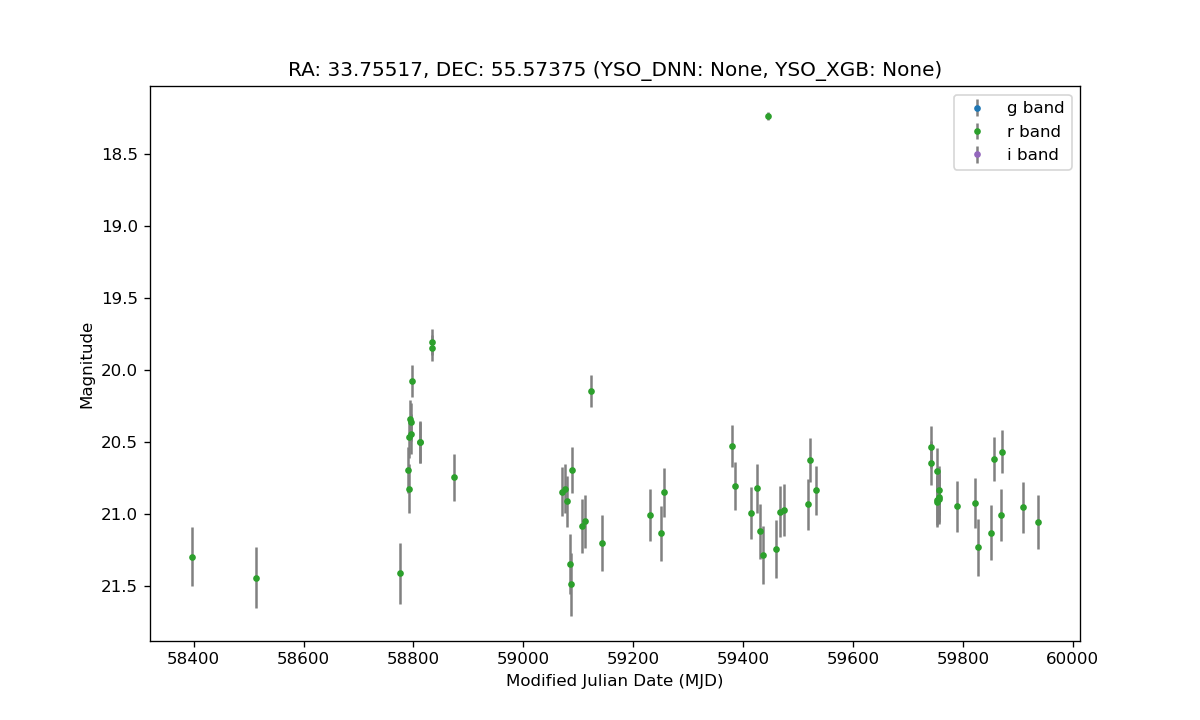 RA: 33.75517, DEC: 55.57375 (YSO_DNN: None, YSO_XGB: None)
g band
r band
i band
18.5
19.0
19.5
20.0
20.5
21.0
21.5
Magnitude
58400 58600 58800 59000 59200 59400 59600 59800 60000
Modified Julian Date (MJD)